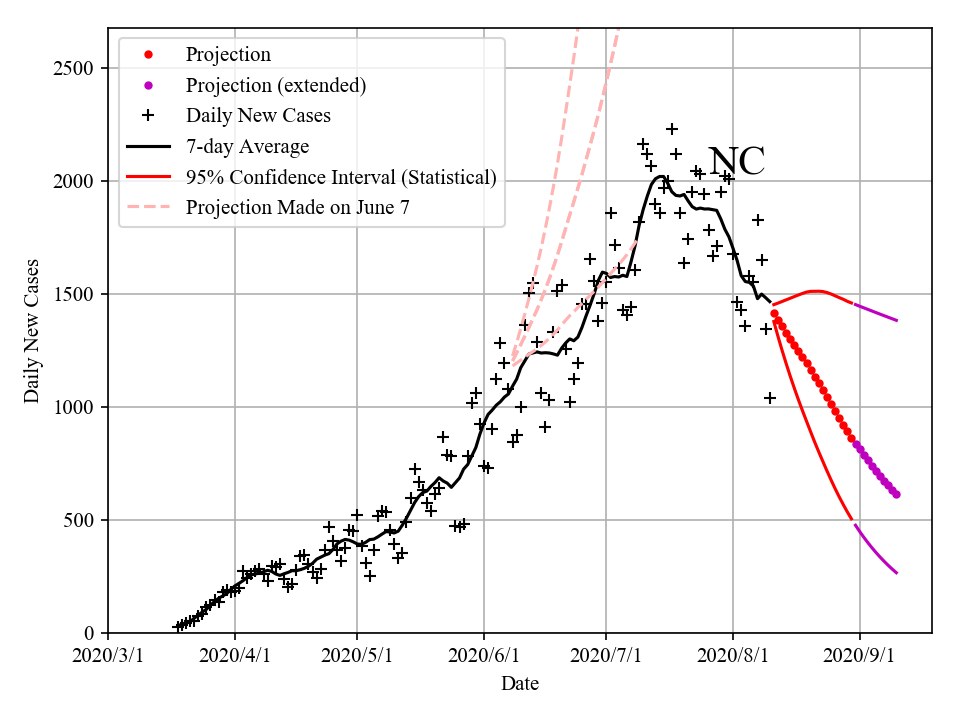 2500
2000
1500
1000
500
0
Daily New Cases
Projection
Projection (extended)
Daily New Cases
7-day Average
95% Confidence Interval (Statistical)
Projection Made on June 7
NC
2020/3/1 2020/4/1 2020/5/1 2020/6/1 2020/7/1 2020/8/1 2020/9/1
Date